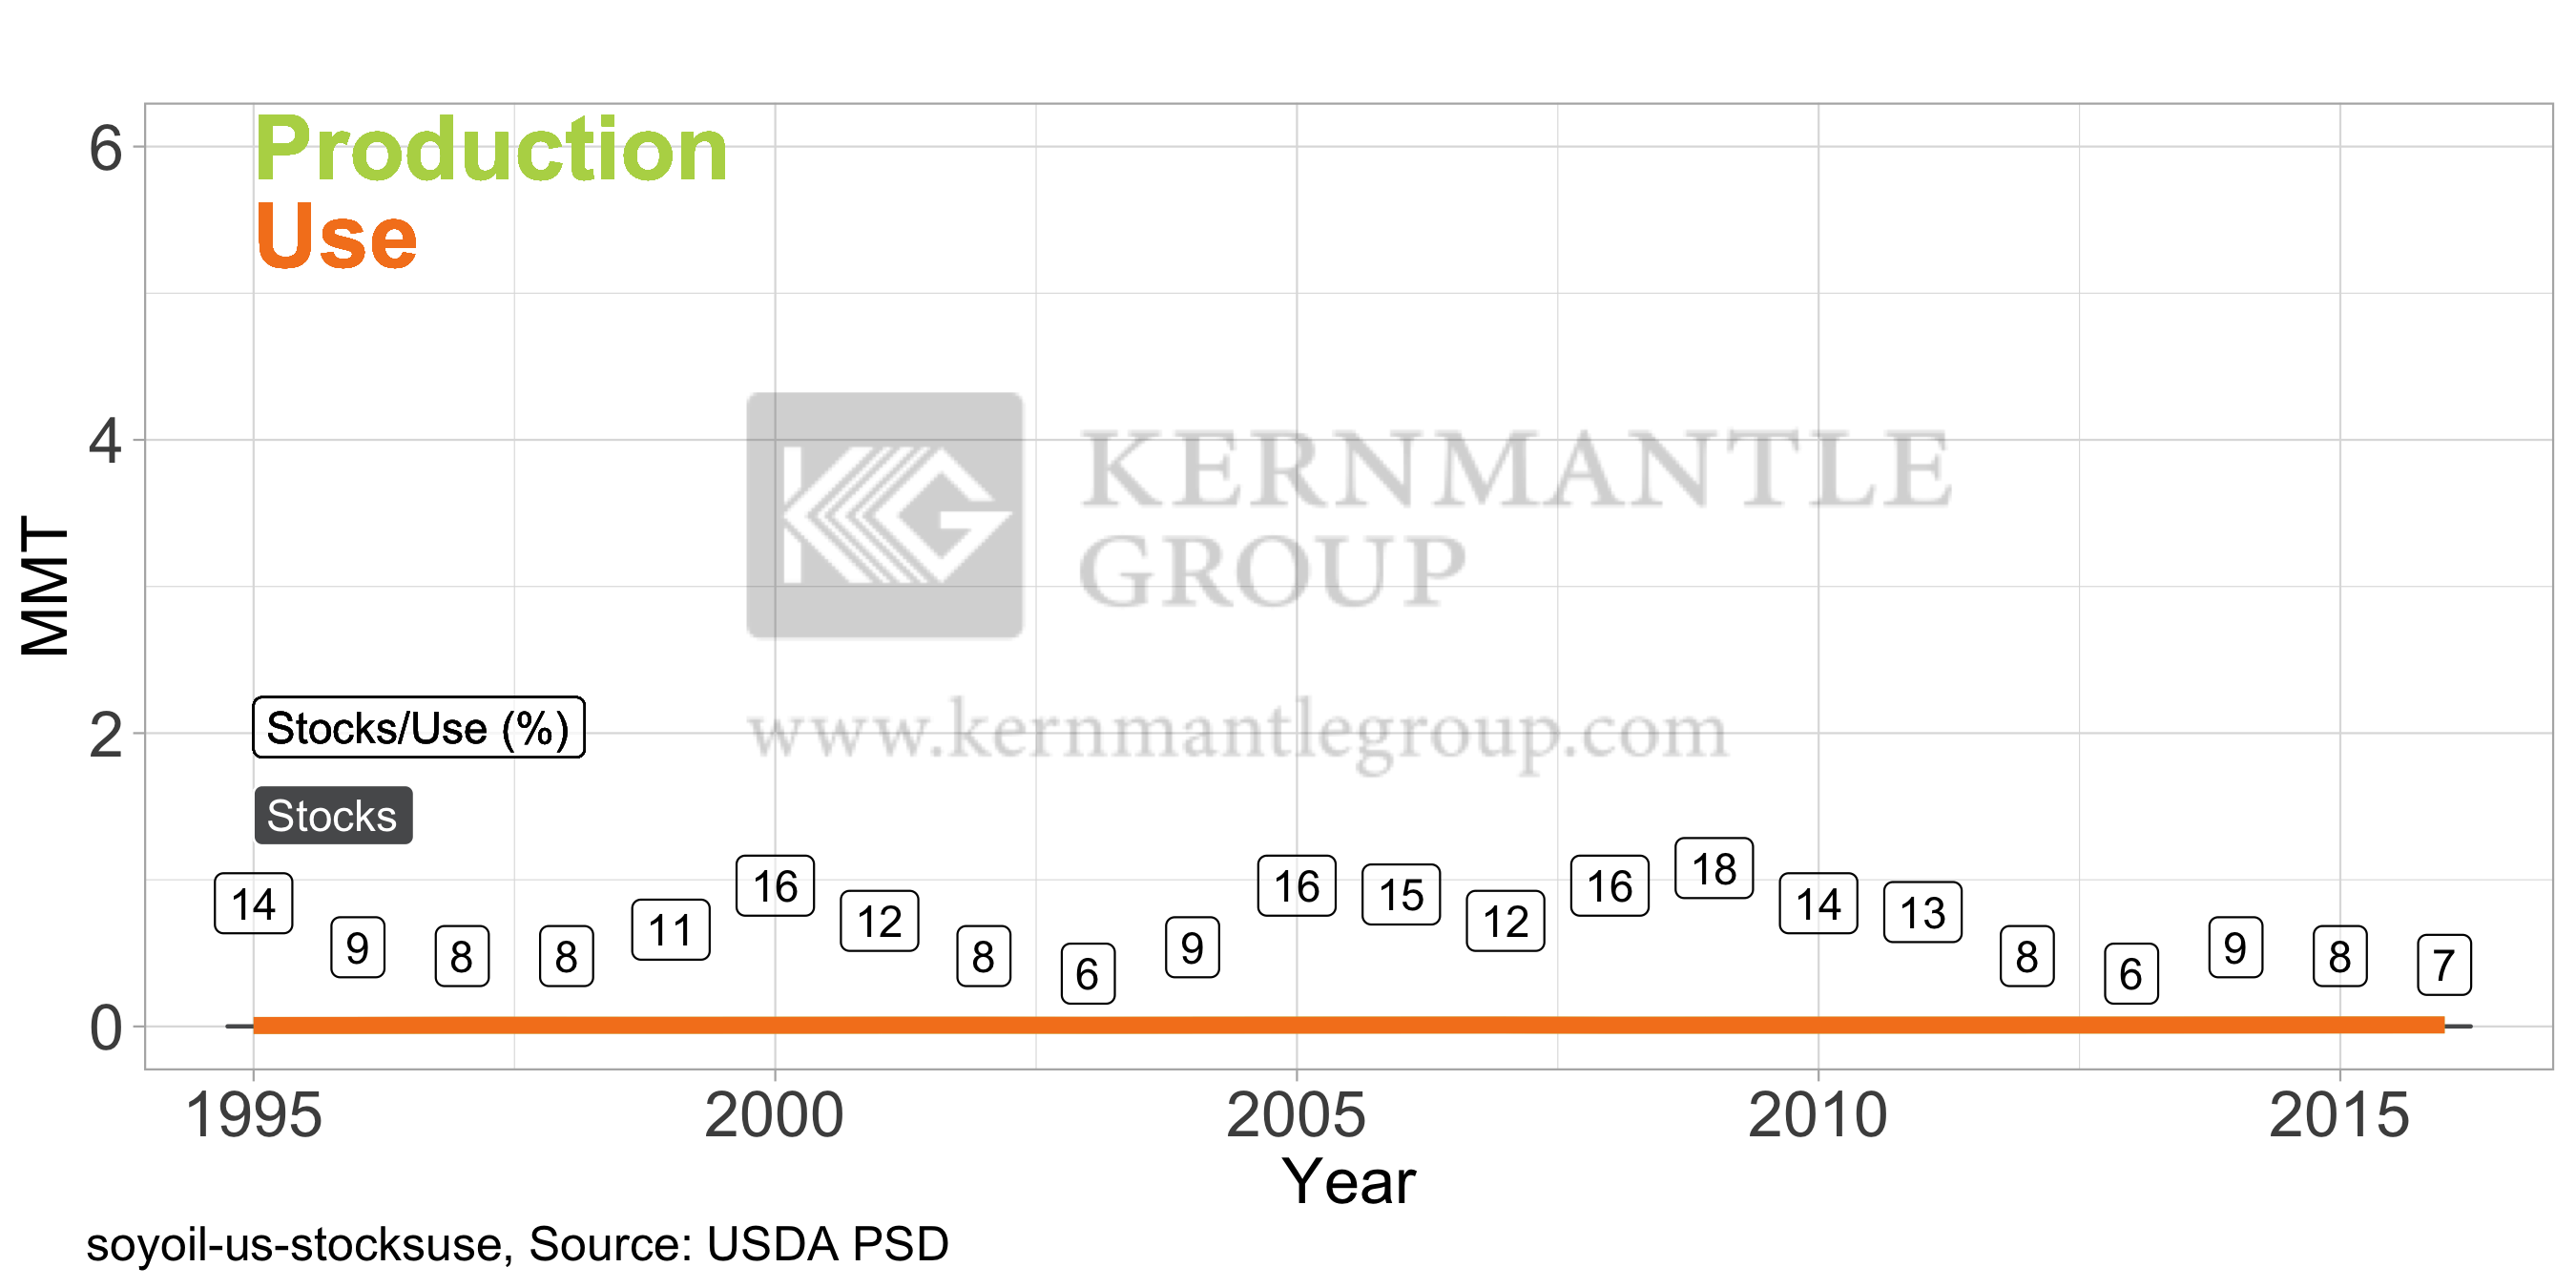 Production
Use
6
4
2
0
MMT
KERNMANTLE
GROUP
www.kernmantlegroup.com
Stocks/Use (%)
Stocks
14 9 8 8 11 16 12 8 6 9 16 15 12 16 18 14 13 8 6 9 8 7
1995 2000 2005 2010 2015
Year
soyoil-us-stocksuse, Source: USDA PSD